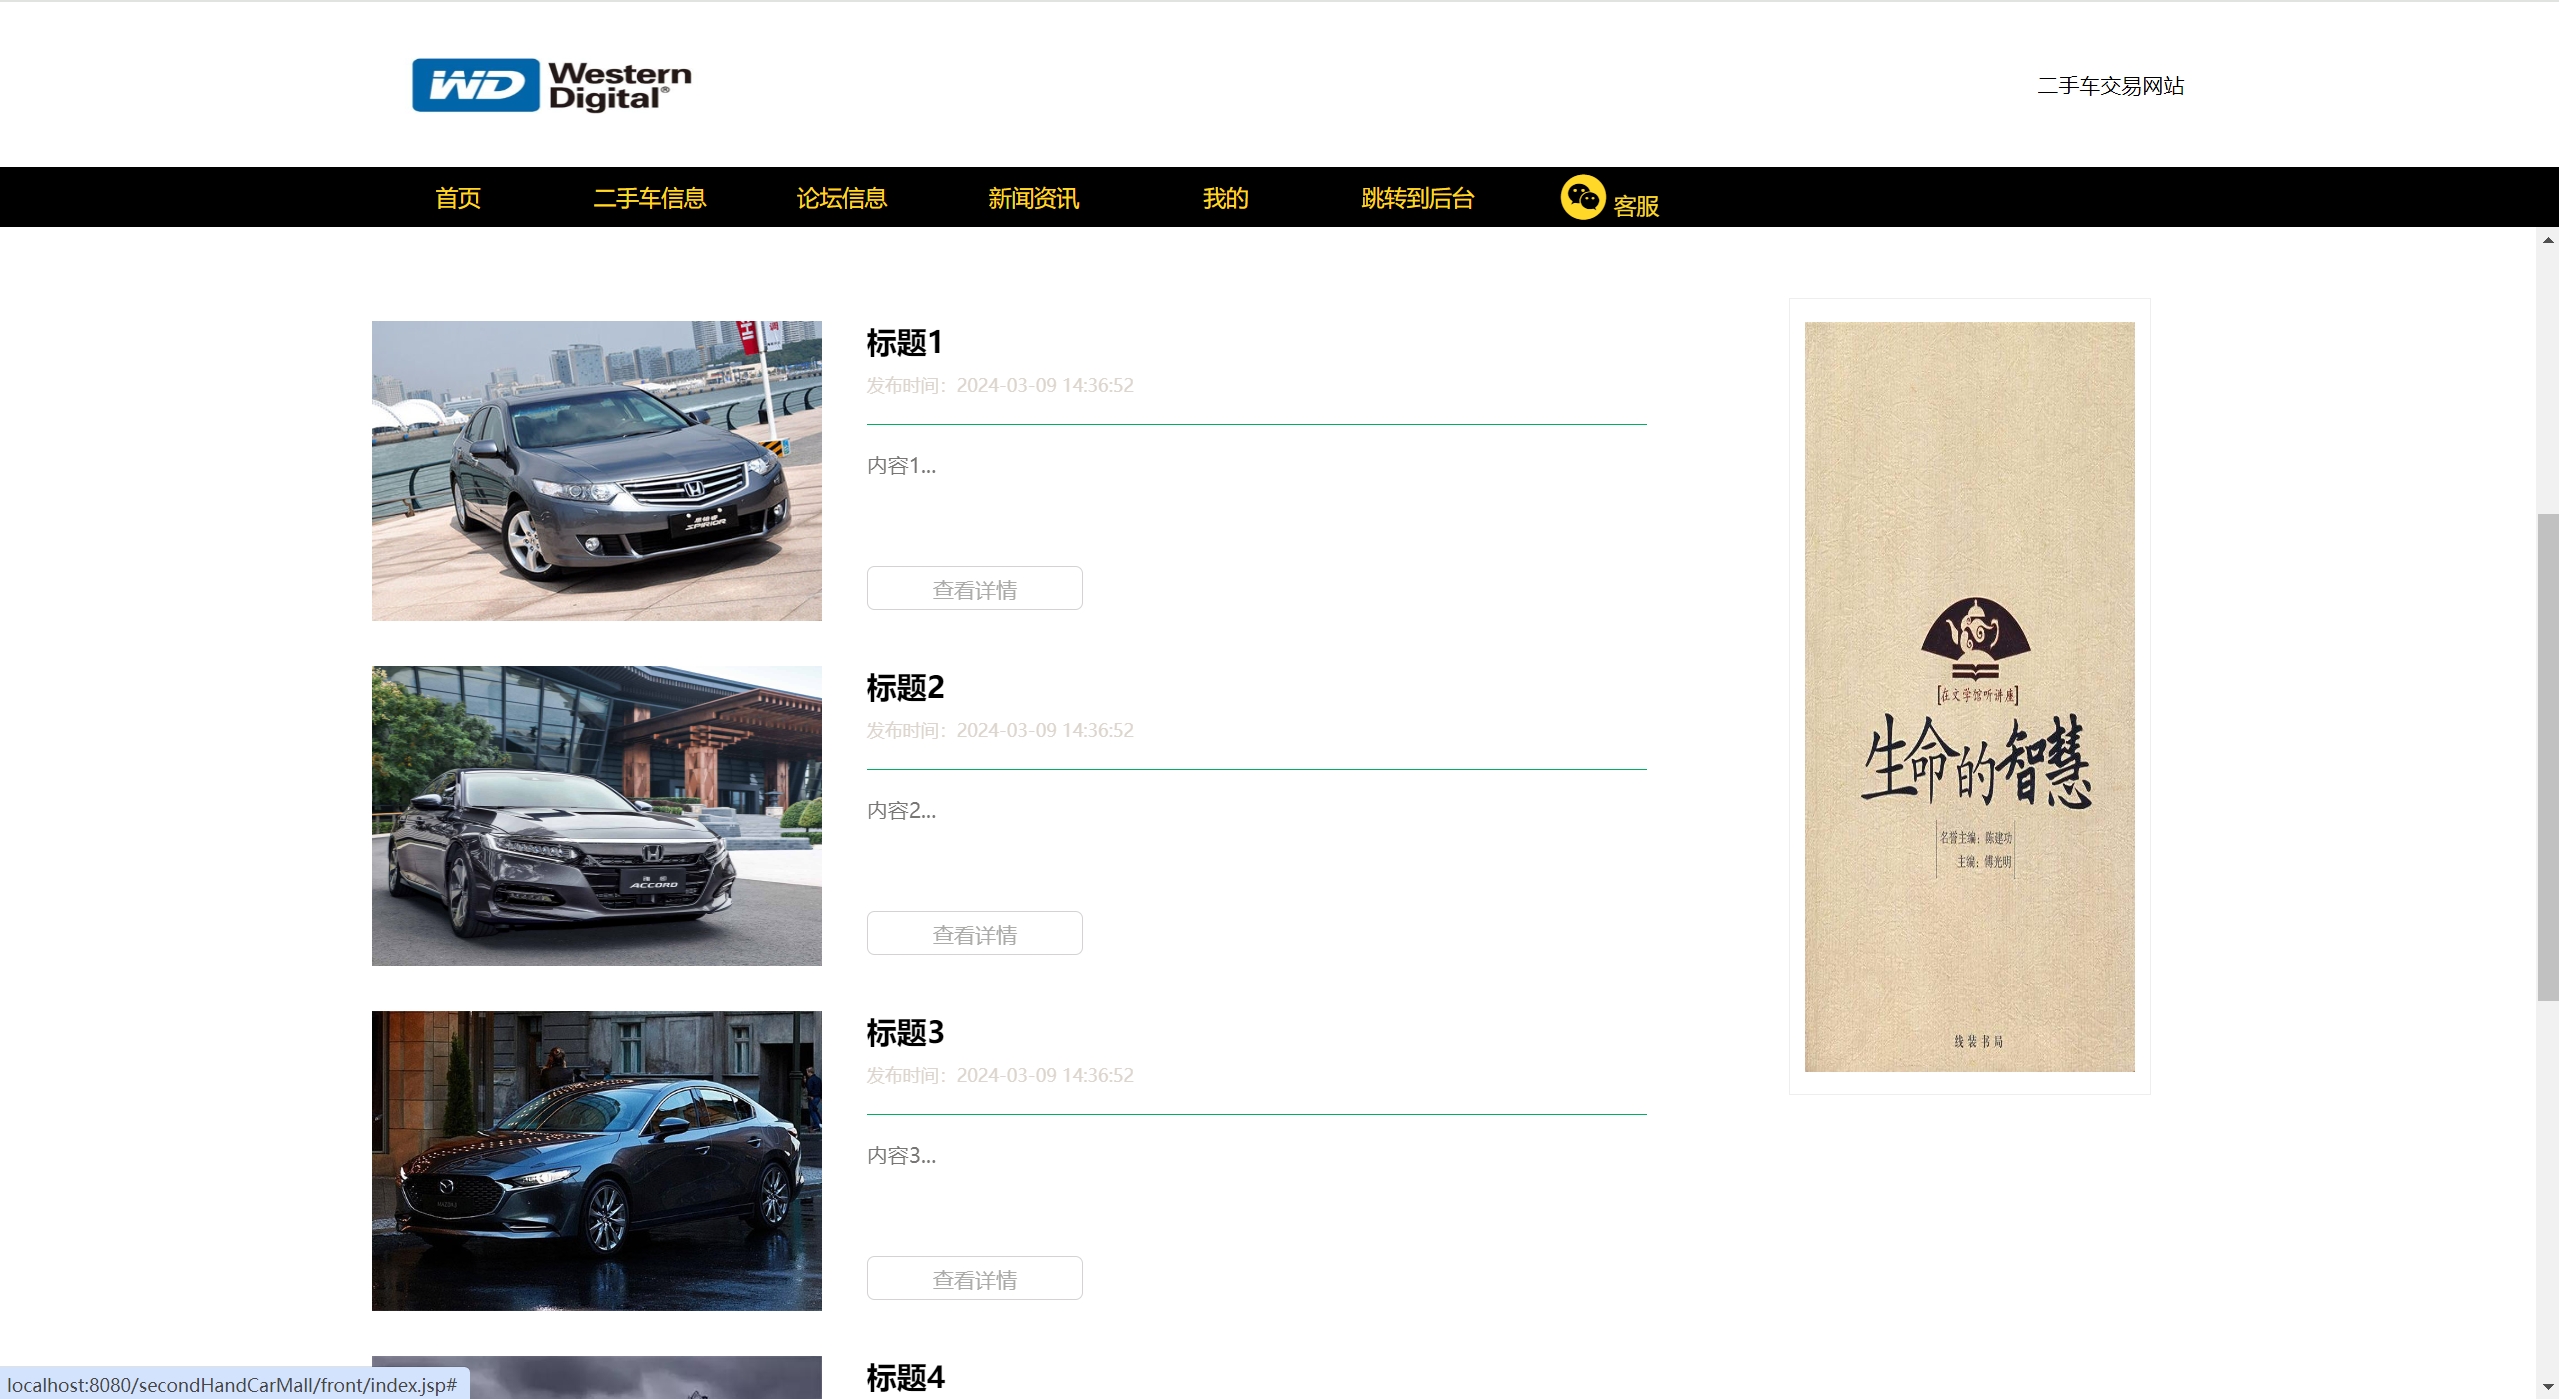 WD Western
Digital®
二手车交易网站
首页
二手车信息
论坛信息
新闻资讯
我的
跳转到后台
客服
标题1
发布时间：2024-03-09 14:36:52
内容1...
查看详情
SPIRIOR
标题2
发布时间：2024-03-09 14:36:52
内容2...
查看详情
ACCORD
标题3
发布时间：2024-03-09 14:36:52
内容3...
查看详情
标题4
[在文学馆听讲座]
生命的智慧
名誉主编：陈建功
主编：傅光明
线装书局
localhost:8080/secondHandCarMall/front/index.jsp#